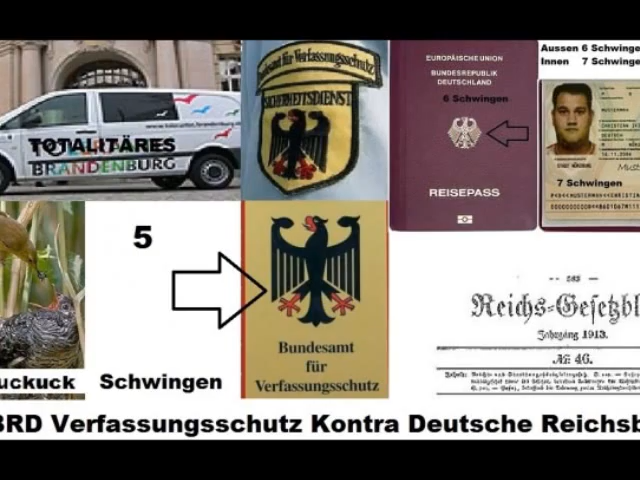 TOTALITÄRES
BRANDENBURG
Bundesamt für Verfassungsschutz
SICHERHEITSDIENST
EUROPÄISCHE UNION
BUNDESREPUBLIK
DEUTSCHLAND
6 Schwingen
REISEPASS
Aussen 6 Schwinge
Innen 7 Schwinge
7 Schwingen
5
Schwingen
uckuck
Bundesamt
für
Verfassungsschutz
Reichs-Gesetzbl
Jahrgang 1913.
№ 46.
BRD Verfassungsschutz Kontra Deutsche Reichsb